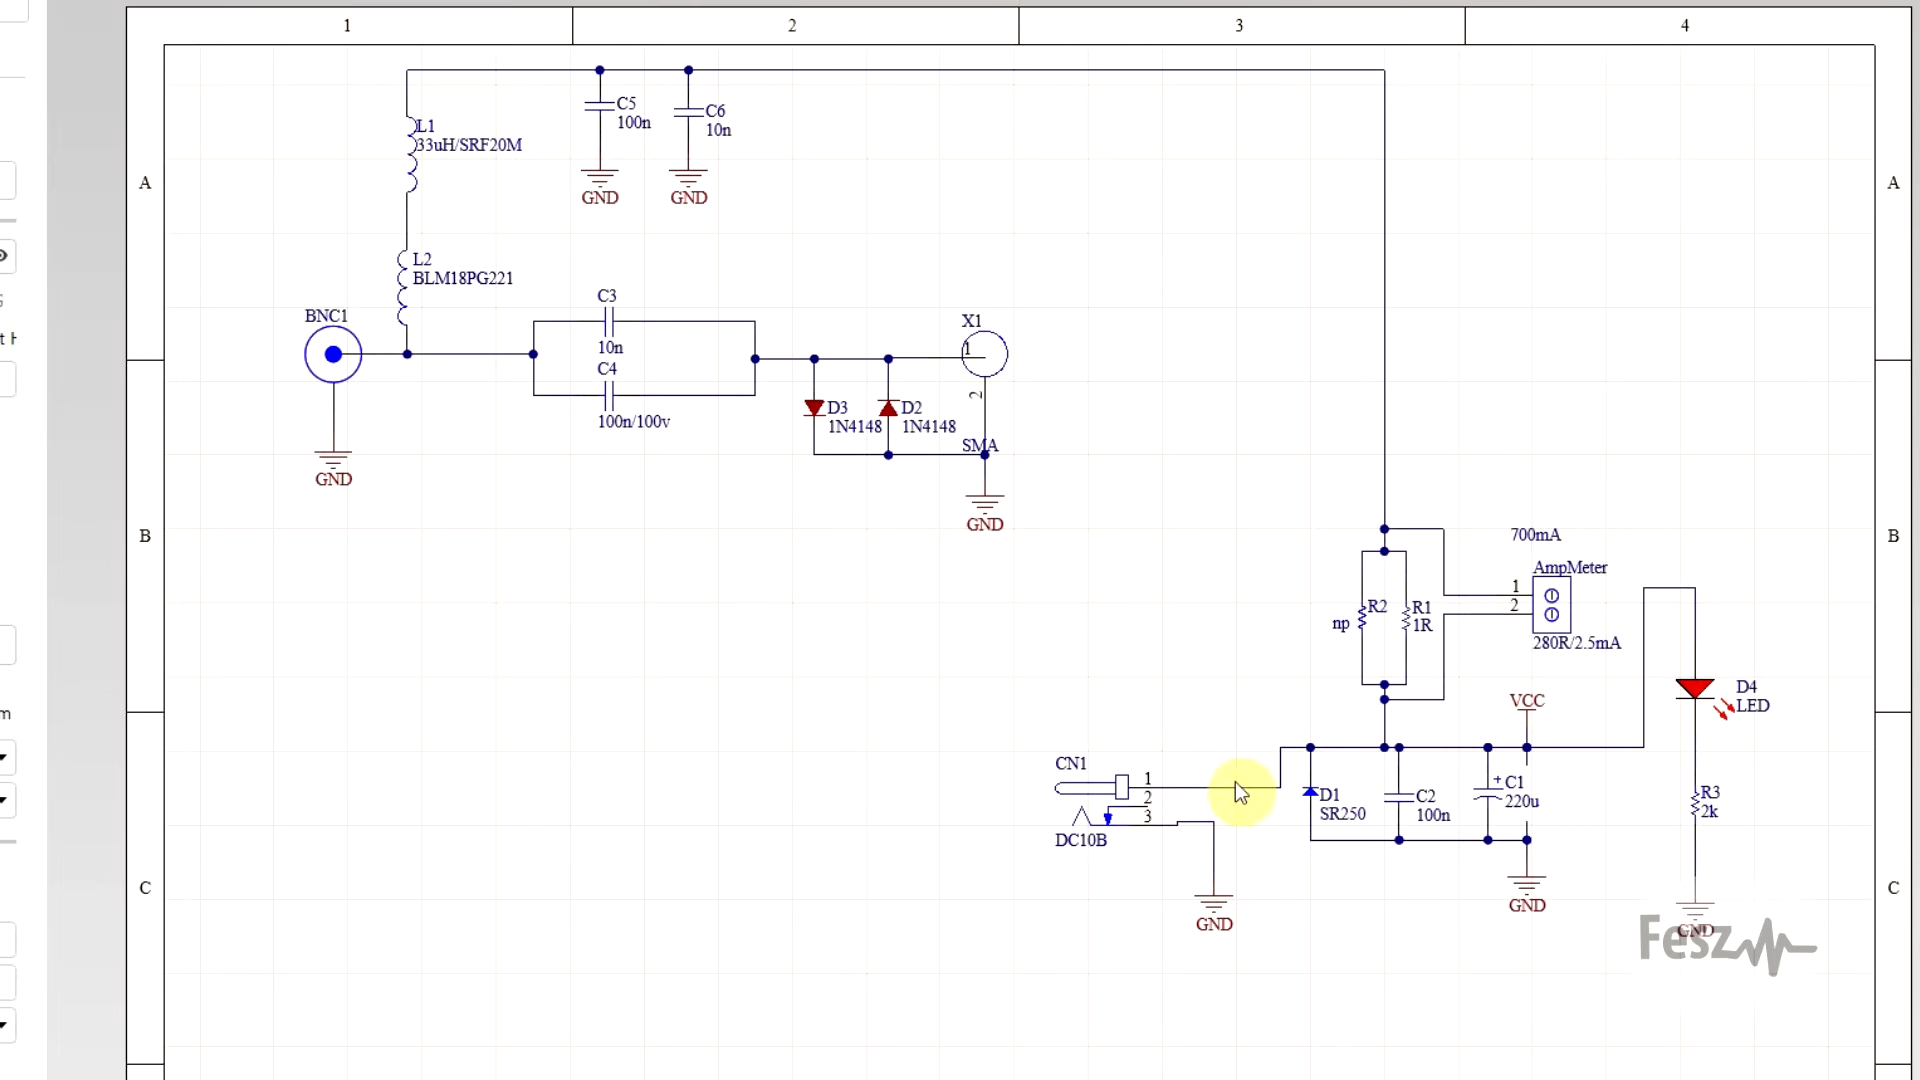 1 2 3 4
A A
B B
C C
L1
33uH/SRF20M
C5
100n
C6
10n
GND GND
L2
BLM18PG221
BNC1
GND
C3
10n
C4
100n/100v
X1
1
2
D3
1N4148
D2
1N4148
SMA
GND
700mA
AmpMeter
1
2
280R/2.5mA
R2
np
R1
1R
D4
LED
VCC
CN1
1
2
3
DC10B
D1
SR250
C2
100n
+ C1
220u
R3
2k
GND
GND
GND
Fesz